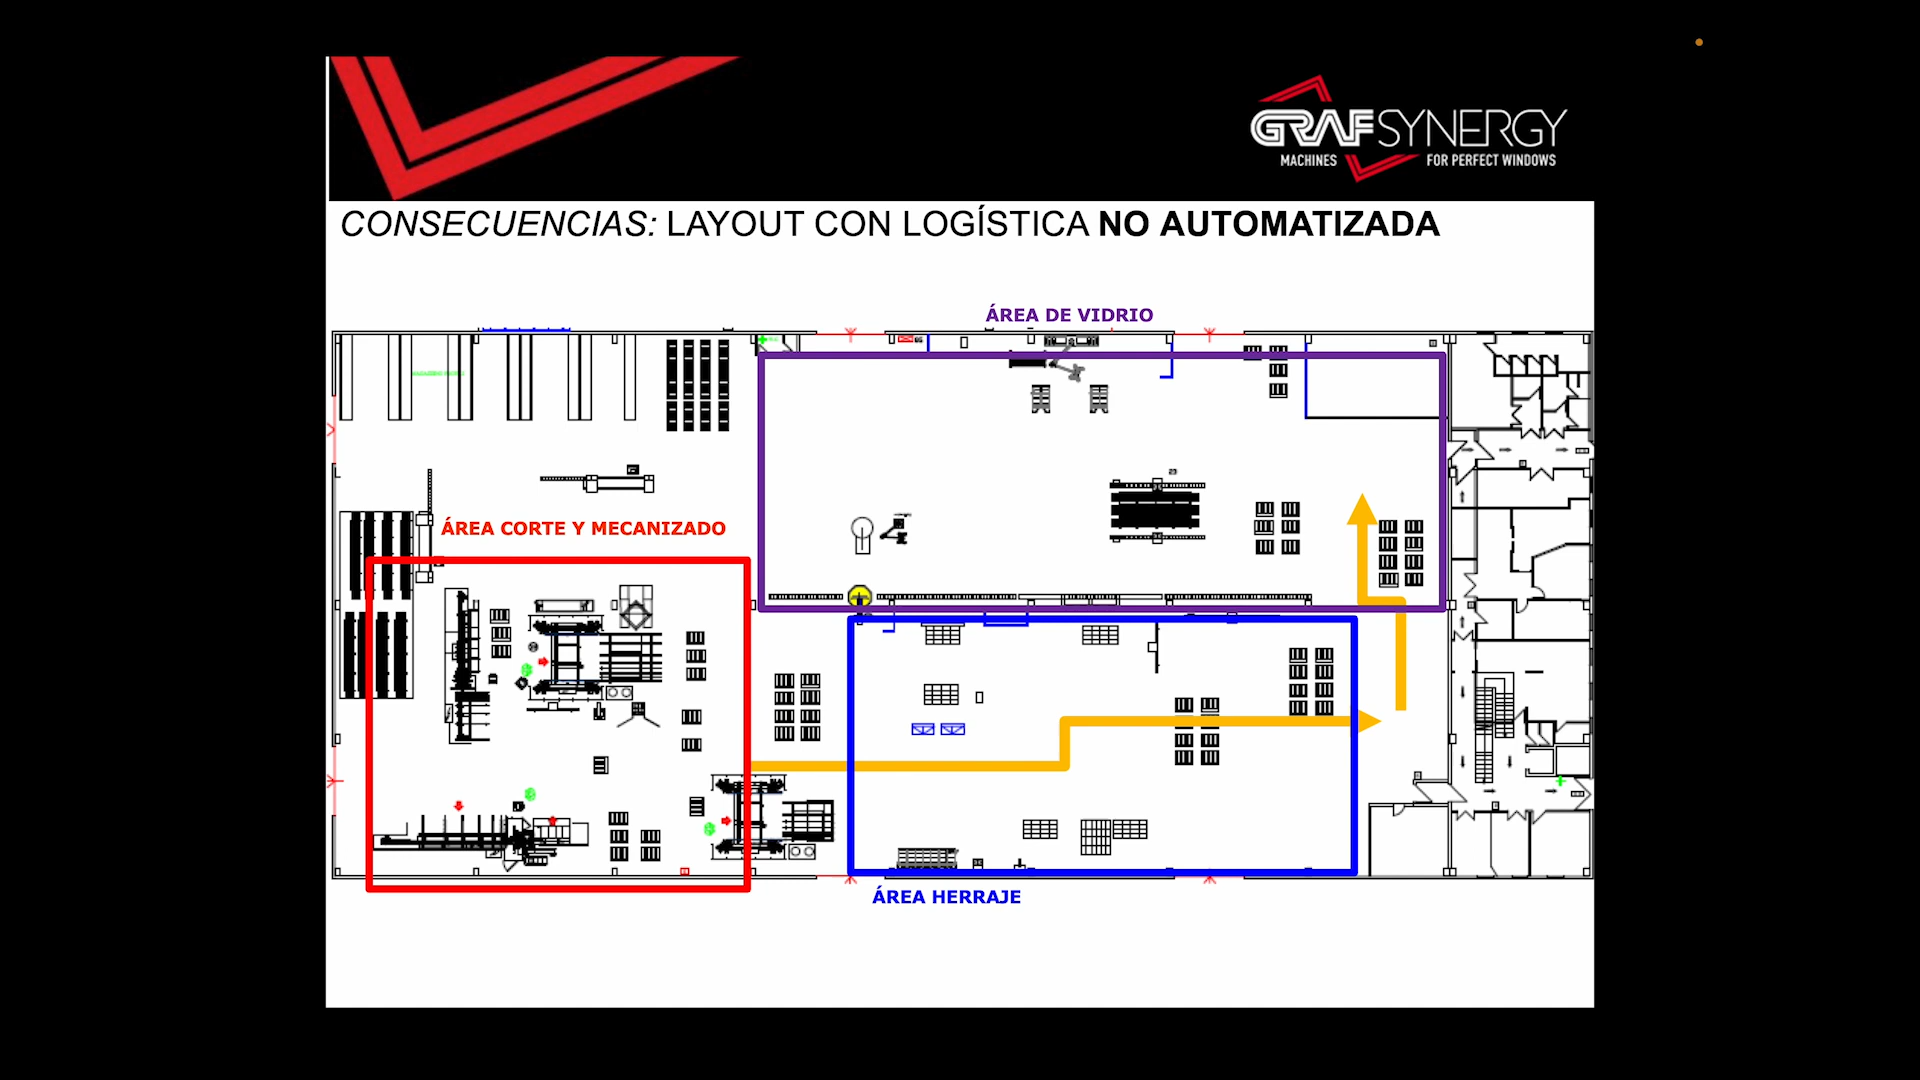 GRAFSYNERGY
MACHINES FOR PERFECT WINDOWS
CONSECUENCIAS: LAYOUT CON LOGÍSTICA NO AUTOMATIZADA
ÁREA DE VIDRIO
ÁREA CORTE Y MECANIZADO
ÁREA HERRAJE